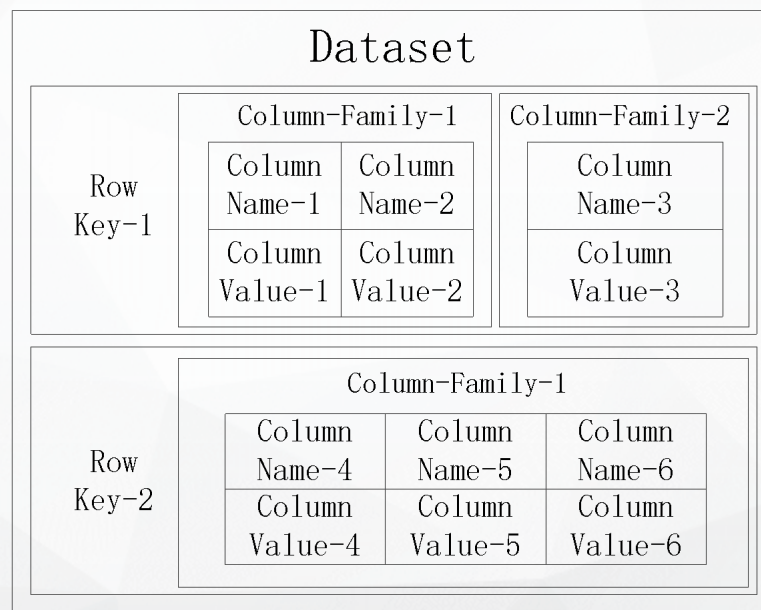 Dataset
Column-Family-1
Column-Family-2
Row
Key-1
Column
Name-1
Column
Name-2
Column
Value-1
Column
Value-2
Column
Name-3
Column
Value-3
Column-Family-1
Row
Key-2
Column
Name-4
Column
Name-5
Column
Name-6
Column
Value-4
Column
Value-5
Column
Value-6